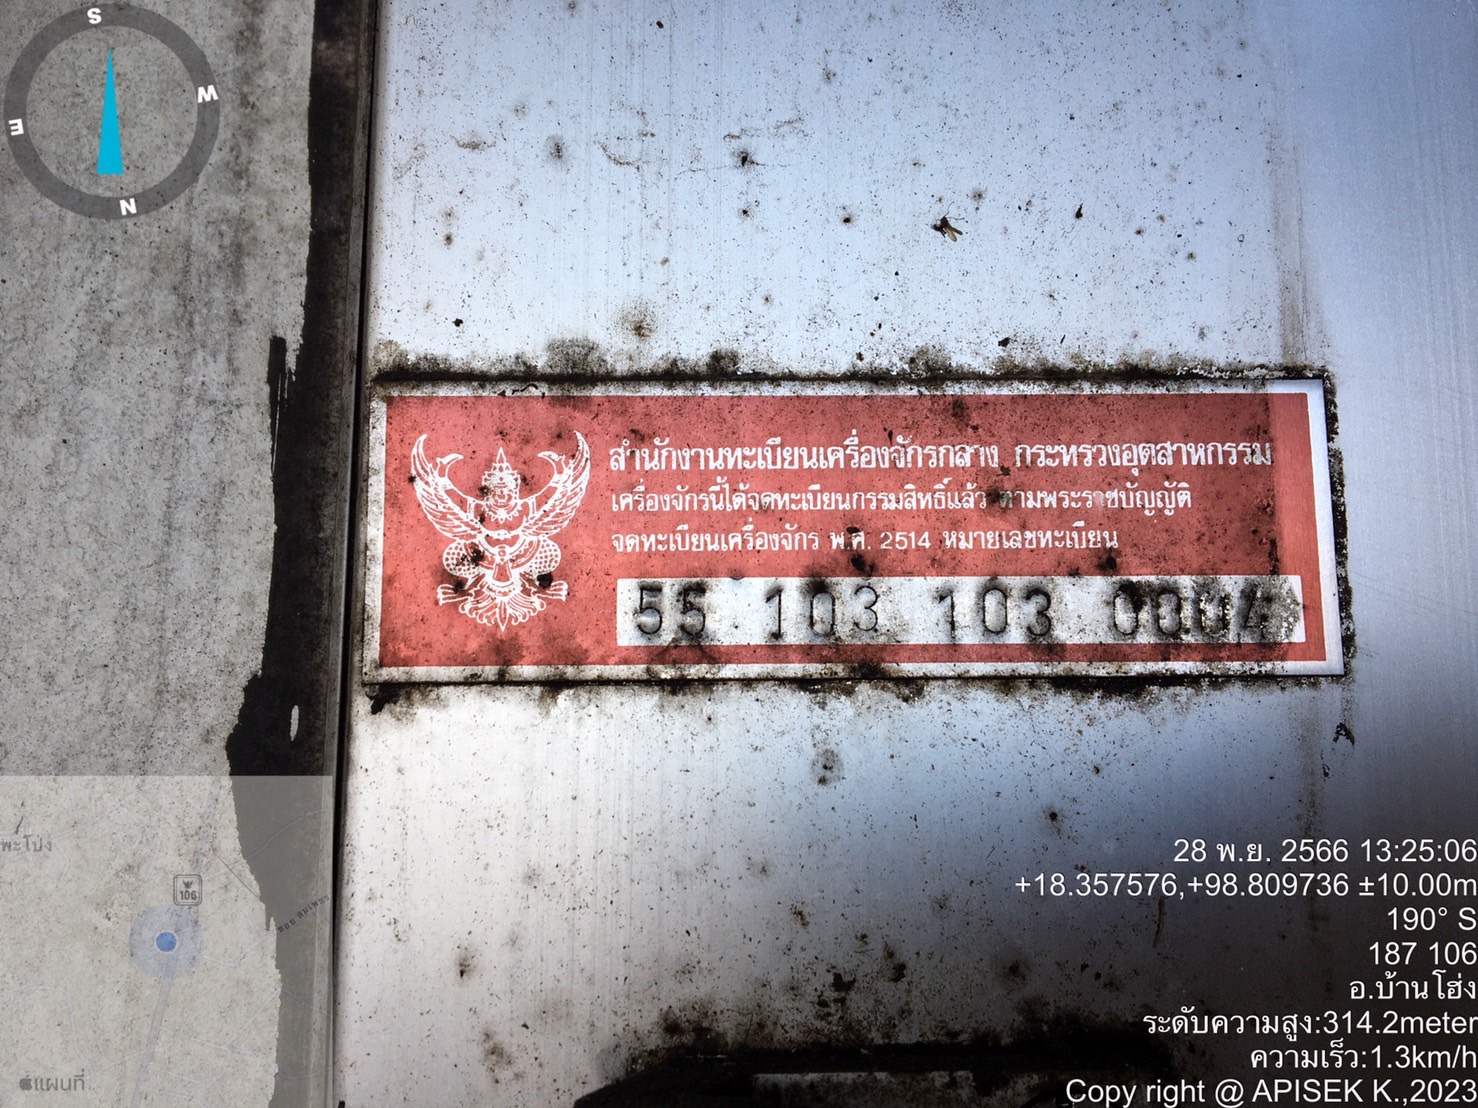 S
W
E
N
สำนักงานทะเบียนเครื่องจักรกลาง กระทรวงอุตสาหกรรม
เครื่องจักรนี้ได้จดทะเบียนกรรมสิทธิ์แล้ว ตามพระราชบัญญัติ
จดทะเบียนเครื่องจักร พ.ศ. 2514 หมายเลขทะเบียน
55 103 103 0004
พะโป่ง
106
แผนที่
28 พ.ย. 2566 13:25:06
+18.357576,+98.809736 ±10.00m
190° S
187 106
อ.บ้านโฮ่ง
ระดับความสูง:314.2meter
ความเร็ว:1.3km/h
Copy right @ APISEK K.,2023